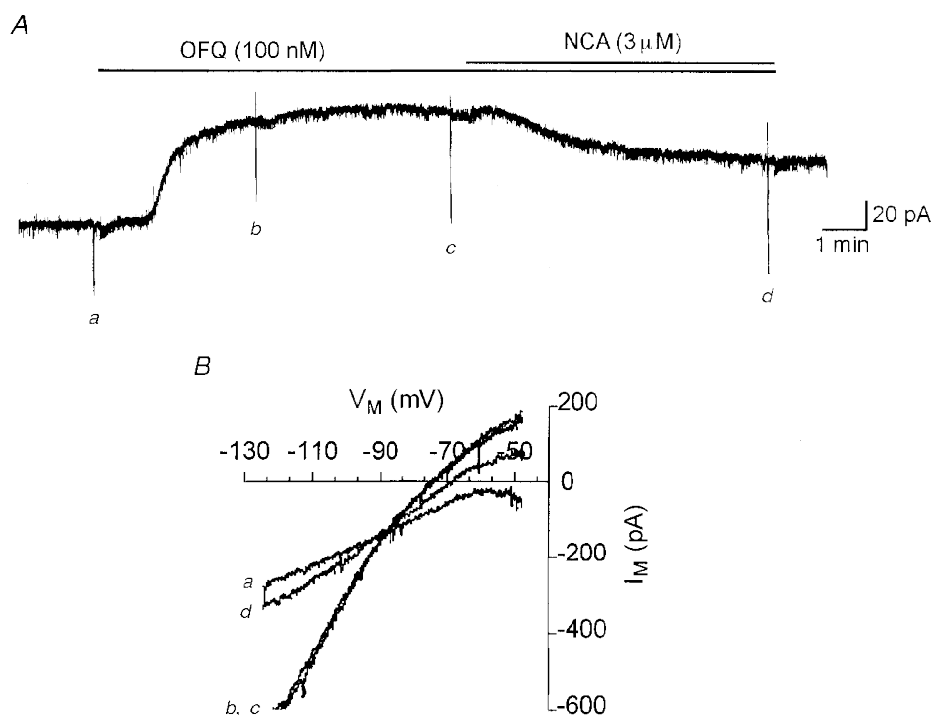 A
OFQ (100 nM)
NCA (3 μM)
b
c
a
d
20 pA
1 min
B
V_M (mV)
-130 -110 -90 -70 -50
200
0
-200
-400
-600
I_M (pA)
a
d
b, c